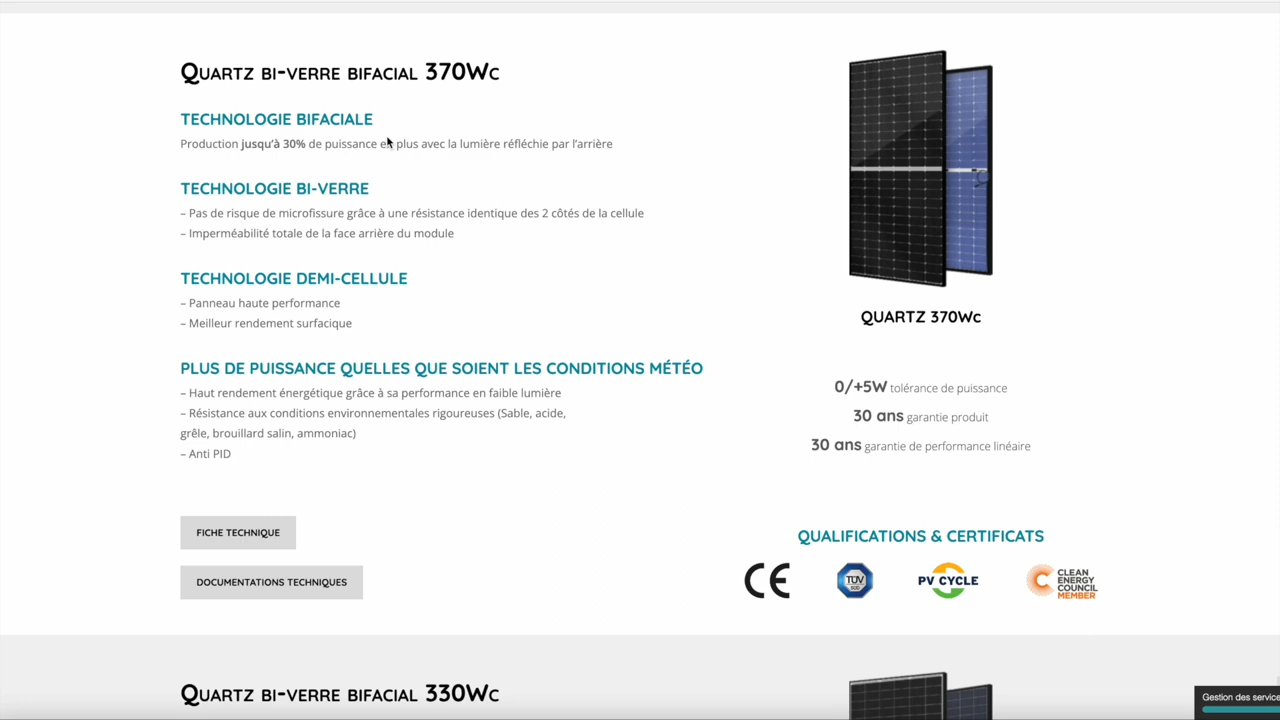 Quartz bi-verre bifacial 370Wc
TECHNOLOGIE BIFACIALE
jusqu'à 30% de puissance en plus avec la lumière réfléchie par l'arrière
TECHNOLOGIE BI-VERRE
– Pas de risque de microfissure grâce à une résistance identique des 2 côtés de la cellule
– Imperméabilité totale de la face arrière du module
TECHNOLOGIE DEMI-CELLULE
– Panneau haute performance
– Meilleur rendement surfacique
PLUS DE PUISSANCE QUELLES QUE SOIENT LES CONDITIONS MÉTÉO
– Haut rendement énergétique grâce à sa performance en faible lumière
– Résistance aux conditions environnementales rigoureuses (Sable, acide,
grêle, brouillard salin, ammoniac)
– Anti PID
FICHE TECHNIQUE
DOCUMENTATIONS TECHNIQUES
QUARTZ 370Wc
0/+5W tolérance de puissance
30 ans garantie produit
30 ans garantie de performance linéaire
QUALIFICATIONS & CERTIFICATS
CE
TÜV
PV CYCLE
CLEAN
ENERGY
COUNCIL
MEMBER
Quartz bi-verre bifacial 330Wc
Gestion des service